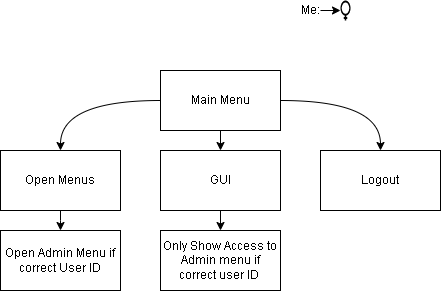 Me:
Main Menu
Open Menus
GUI
Logout
Open Admin Menu if
correct User ID
Only Show Access to
Admin menu if
correct user ID